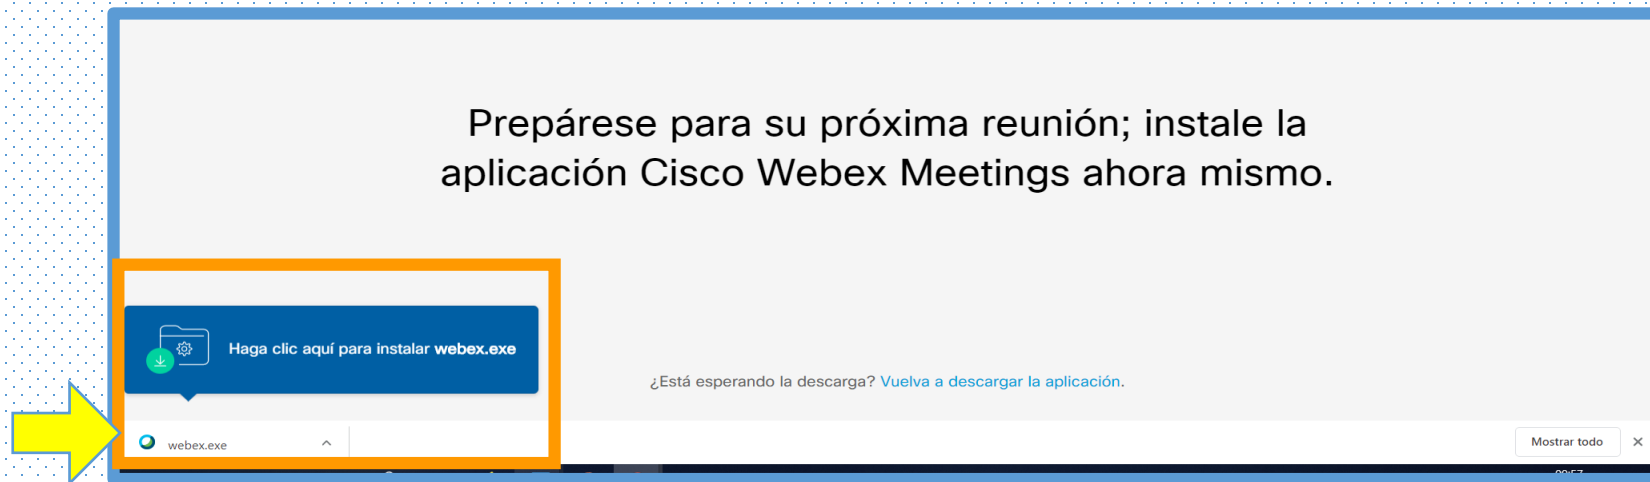 Prepárese para su próxima reunión; instale la
aplicación Cisco Webex Meetings ahora mismo.
Haga clic aquí para instalar webex.exe
¿Está esperando la descarga? Vuelva a descargar la aplicación.
webex.exe
Mostrar todo